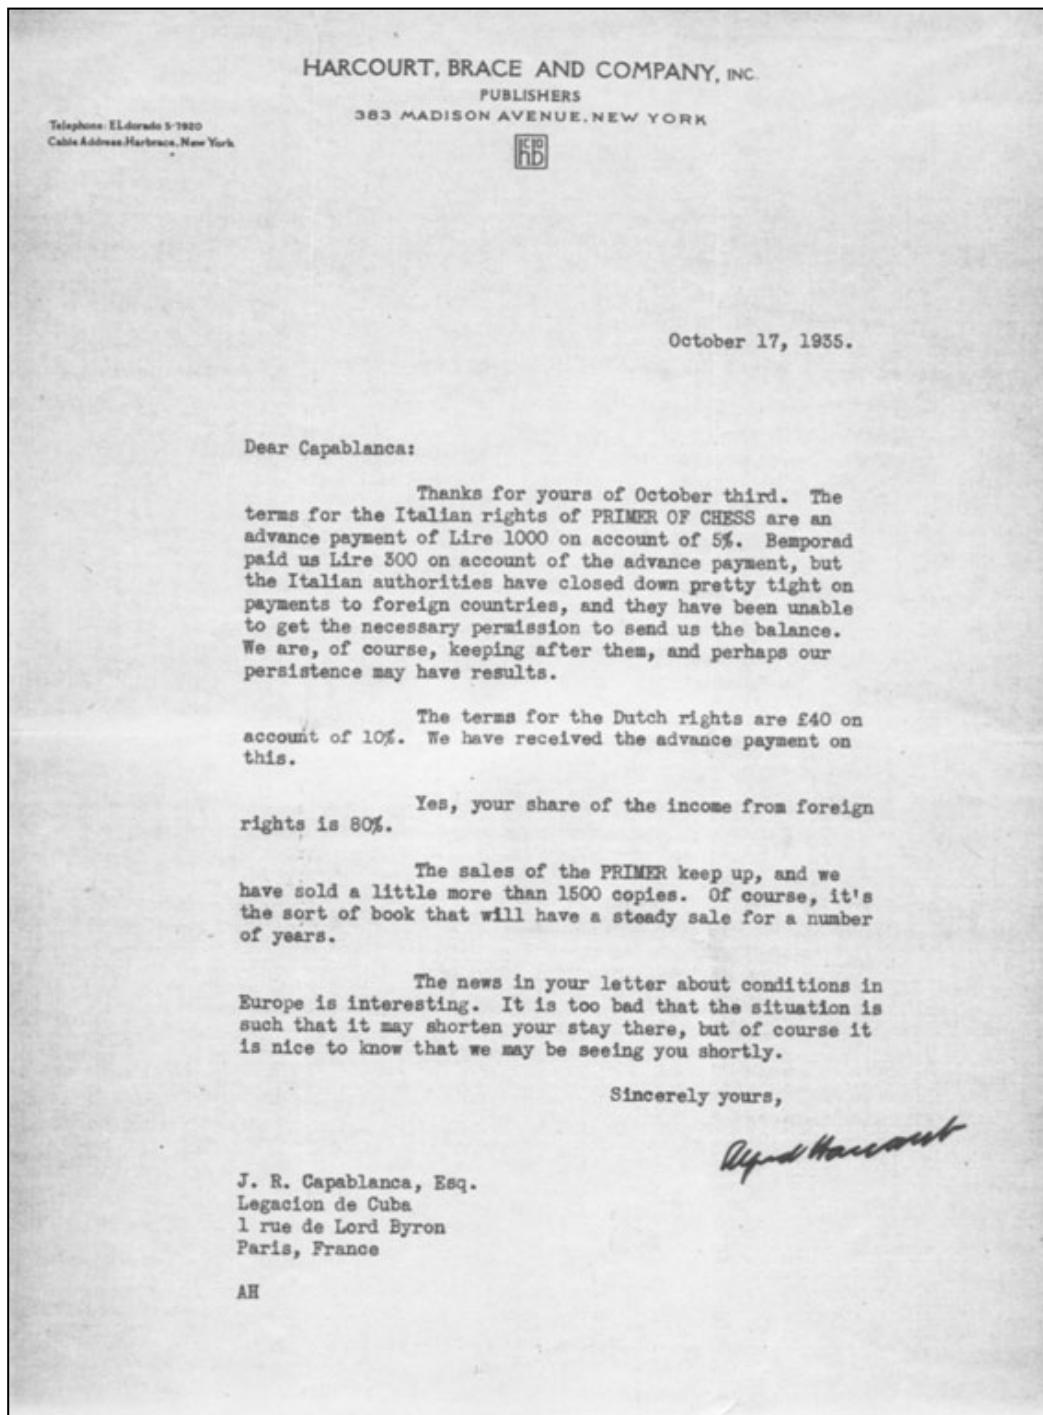 HARCOURT, BRACE AND COMPANY, INC.
PUBLISHERS
383 MADISON AVENUE, NEW YORK
Telephone: ELdorado 5-7920
Cable Address: Harbrace, New York
hb
October 17, 1935.
Dear Capablanca:
Thanks for yours of October third. The
terms for the Italian rights of PRIMER OF CHESS are an
advance payment of Lire 1000 on account of 5%. Bemporad
paid us Lire 300 on account of the advance payment, but
the Italian authorities have closed down pretty tight on
payments to foreign countries, and they have been unable
to get the necessary permission to send us the balance.
We are, of course, keeping after them, and perhaps our
persistence may have results.
The terms for the Dutch rights are £40 on
account of 10%. We have received the advance payment on
this.
Yes, your share of the income from foreign
rights is 80%.
The sales of the PRIMER keep up, and we
have sold a little more than 1500 copies. Of course, it's
the sort of book that will have a steady sale for a number
of years.
The news in your letter about conditions in
Europe is interesting. It is too bad that the situation is
such that it may shorten your stay there, but of course it
is nice to know that we may be seeing you shortly.
Sincerely yours,
Alfred Harcourt
J. R. Capablanca, Esq.
Legacion de Cuba
1 rue de Lord Byron
Paris, France
AH